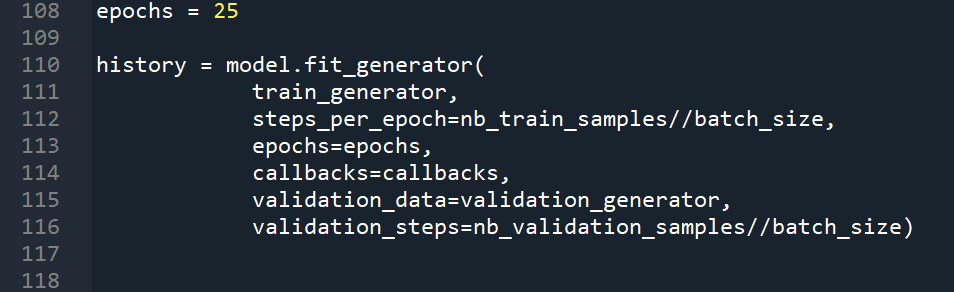 108 epochs = 25
109
110 history = model.fit_generator(
111 train_generator,
112 steps_per_epoch=nb_train_samples//batch_size,
113 epochs=epochs,
114 callbacks=callbacks,
115 validation_data=validation_generator,
116 validation_steps=nb_validation_samples//batch_size)
117
118